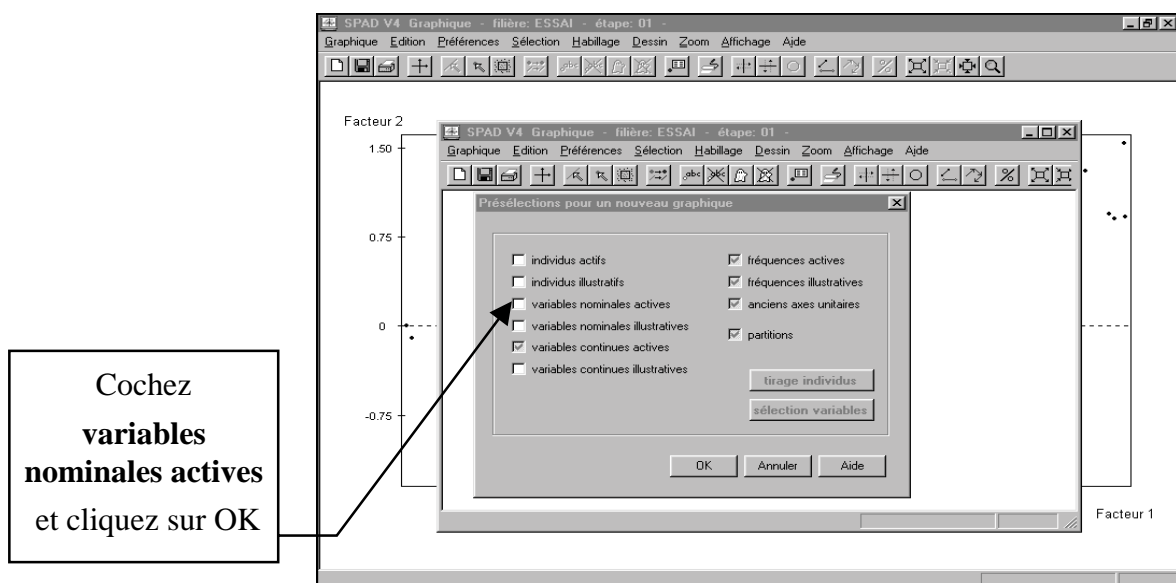 SPAD V4 Graphique - filière: ESSAI - étape: 01 -
Graphique Edition Préférences Sélection Habillage Dessin Zoom Affichage Ajde
Facteur 2
1.50
0.75
0
-0.75
Facteur 1
SPAD V4 Graphique - filière: ESSAI - étape: 01 -
Graphique Edition Préférences Sélection Habillage Dessin Zoom Affichage Ajde
abc
Présélections pour un nouveau graphique
individus actifs
individus illustratifs
variables nominales actives
variables nominales illustratives
variables continues actives
variables continues illustratives
fréquences actives
fréquences illustratives
anciens axes unitaires
partitions
tirage individus
sélection variables
OK Annuler Aide
Cochez
variables
nominales actives
et cliquez sur OK